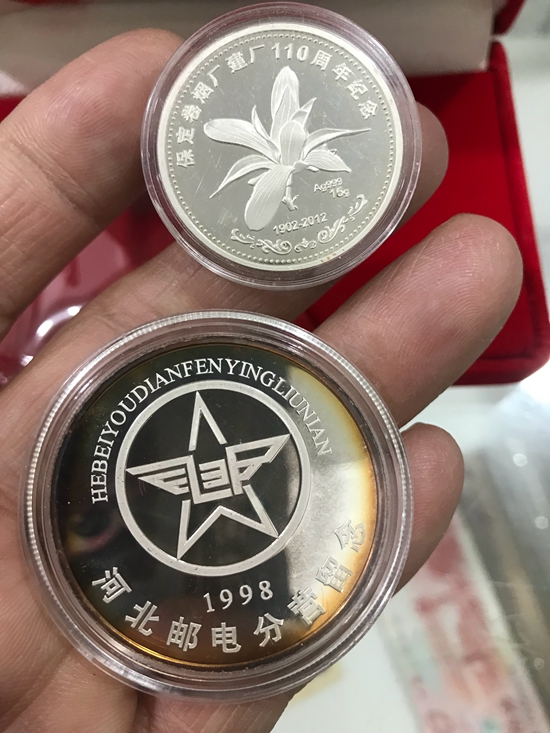 保定卷烟厂建厂110周年纪念
Ag999
15g
1902-2012
HEBEIYOUDIANFENYINGLIUNIAN
1998
河北邮电分营留念